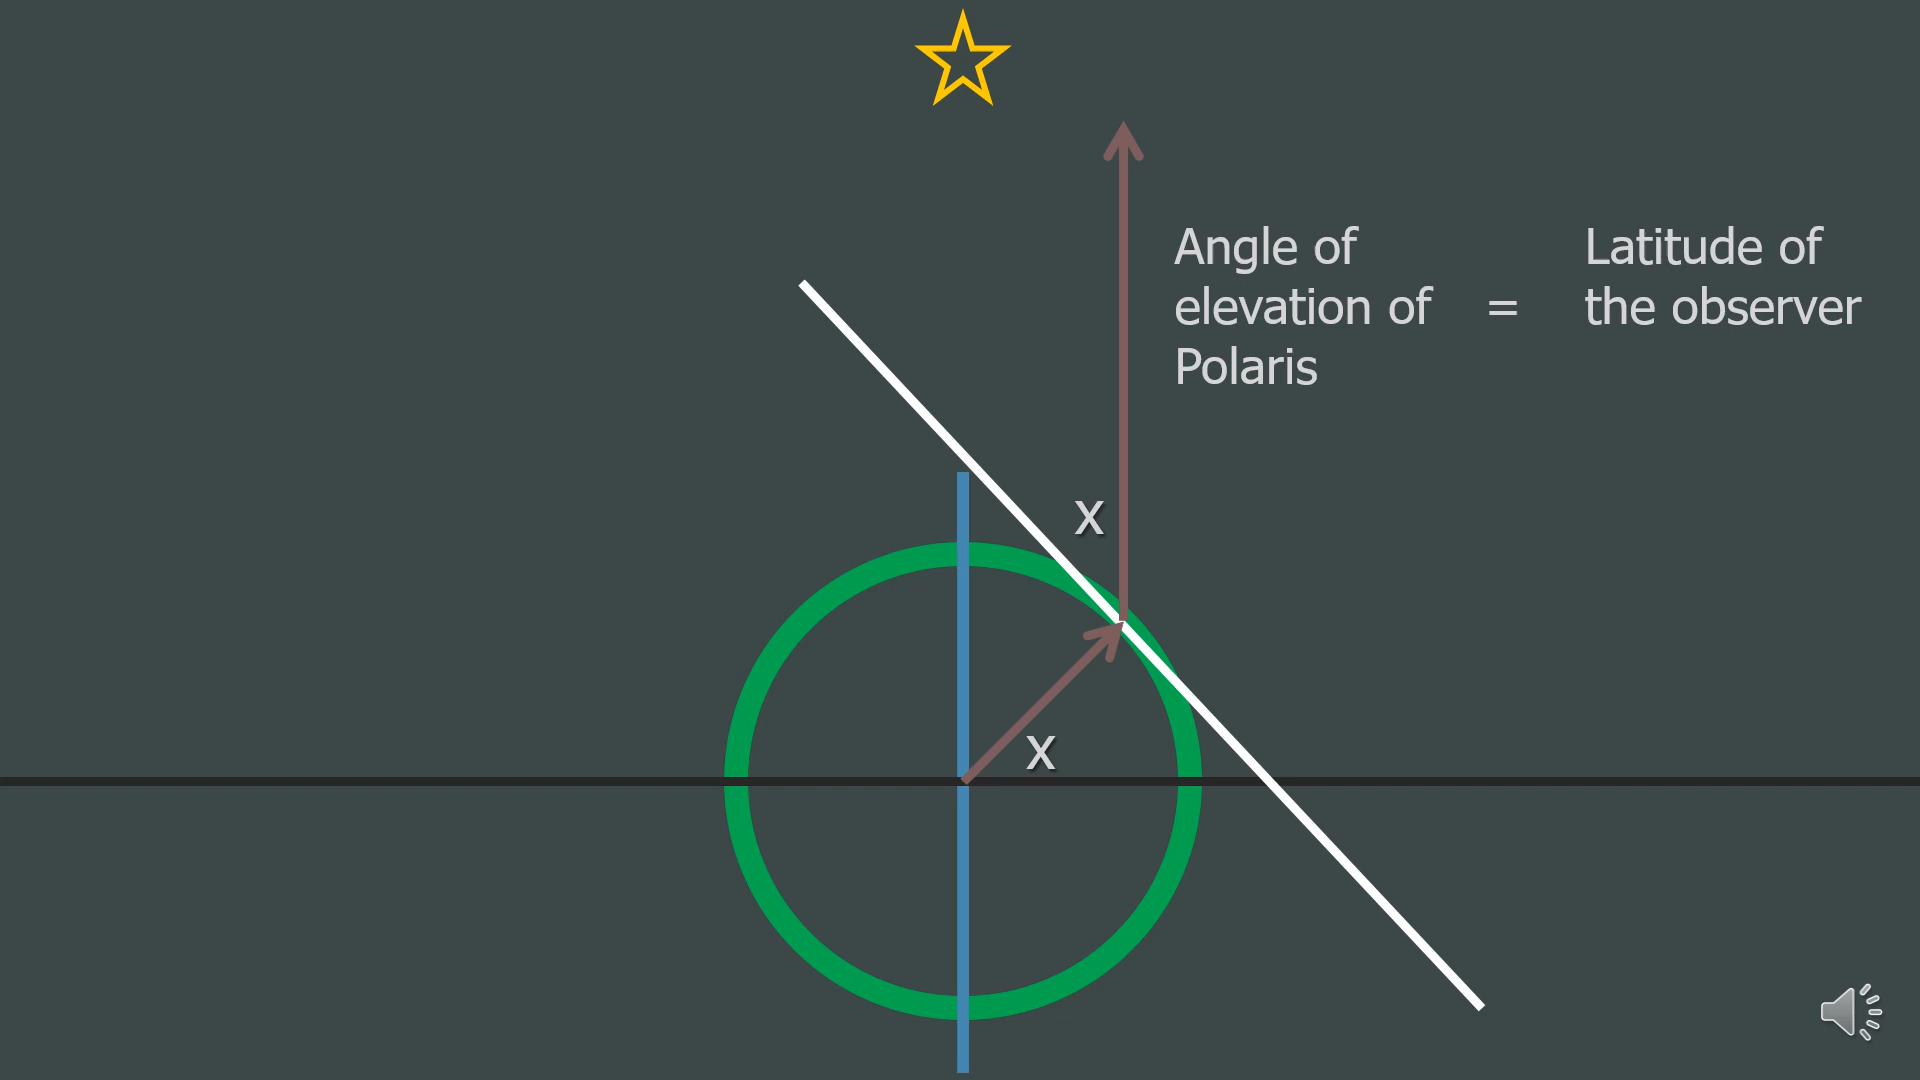 Angle of
elevation of
Polaris
=
Latitude of
the observer
x
x